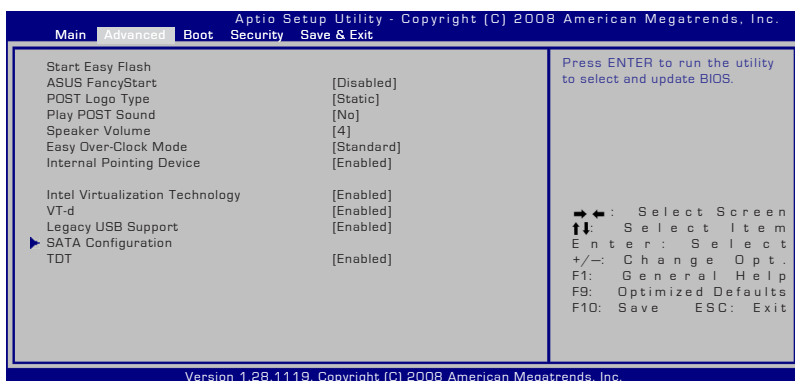 Aptio Setup Utility - Copyright (C) 2008 American Megatrends, Inc.
Main Advanced Boot Security Save & Exit
Start Easy Flash
ASUS FancyStart [Disabled]
POST Logo Type [Static]
Play POST Sound [No]
Speaker Volume [4]
Easy Over-Clock Mode [Standard]
Internal Pointing Device [Enabled]
Intel Virtualization Technology [Enabled]
VT-d [Enabled]
Legacy USB Support [Enabled]
SATA Configuration
TDT [Enabled]
Press ENTER to run the utility
to select and update BIOS.
→←: Select Screen
↑↓: Select Item
Enter: Select
+/—: Change Opt.
F1: General Help
F9: Optimized Defaults
F10: Save ESC: Exit
Version 1.28.1119. Copyright (C) 2008 American Megatrends, Inc.